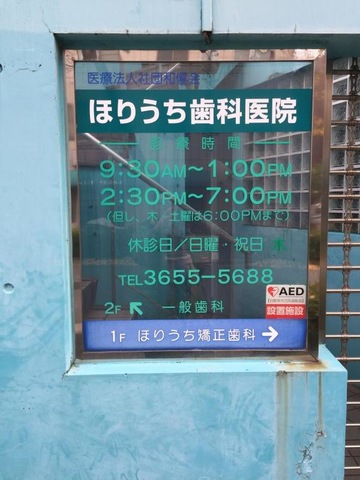 医療法人社団和優会
ほりうち歯科医院
診療時間
9:30AM〜1:00PM
2:30PM〜7:00PM
(但し、木・土曜は6:00PMまで)
休診日/日曜・祝日
TEL3655-5688
2F ↖ 一般歯科
AED
設置施設
1F ほりうち矯正歯科 →